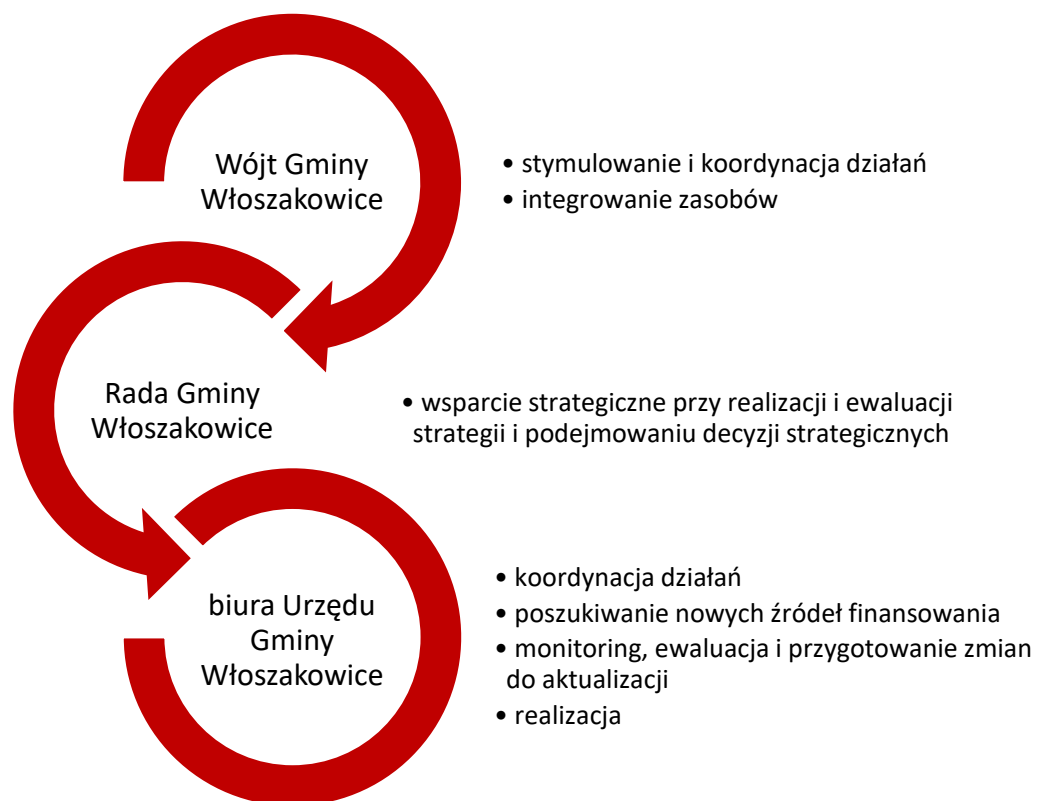 Wójt Gminy
Włoszakowice
• stymulowanie i koordynacja działań
• integrowanie zasobów
Rada Gminy
Włoszakowice
• wsparcie strategiczne przy realizacji i ewaluacji
strategii i podejmowaniu decyzji strategicznych
biura Urzędu
Gminy
Włoszakowice
• koordynacja działań
• poszukiwanie nowych źródeł finansowania
• monitoring, ewaluacja i przygotowanie zmian
do aktualizacji
• realizacja